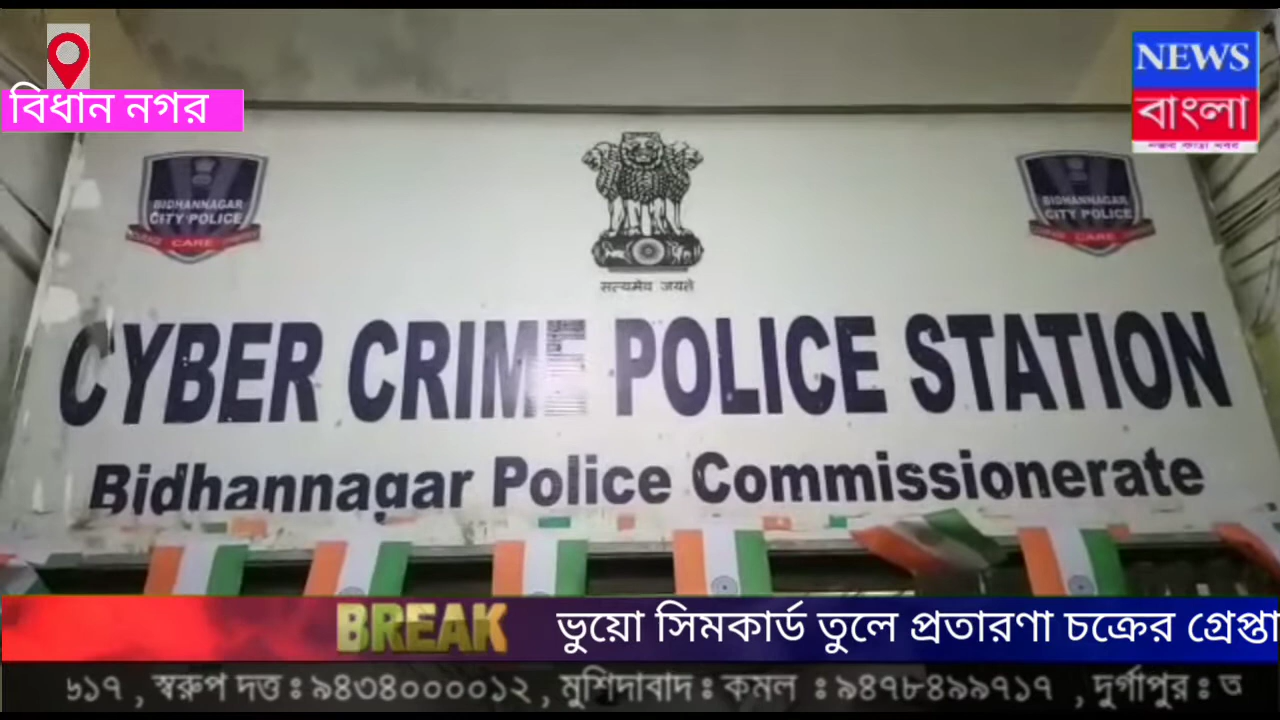 বিধান নগর
NEWS
বাংলা
BIDHANNAGAR
CITY POLICE
CARE
सत्यमेव जयते
BIDHANNAGAR
CITY POLICE
CARE
CYBER CRIME POLICE STATION
Bidhannagar Police Commissionerate
BREAK
ভুয়ো সিমকার্ড তুলে প্রতারণা চক্রের গ্রেপ্তা
৬১৭ , স্বরুপ দত্ত : ৯৪৩৪০০০০১২ , মুশিদাবাদ : কমল : ৯৪৭৮৪৯৯৭১৭ , দুর্গাপুর : অ